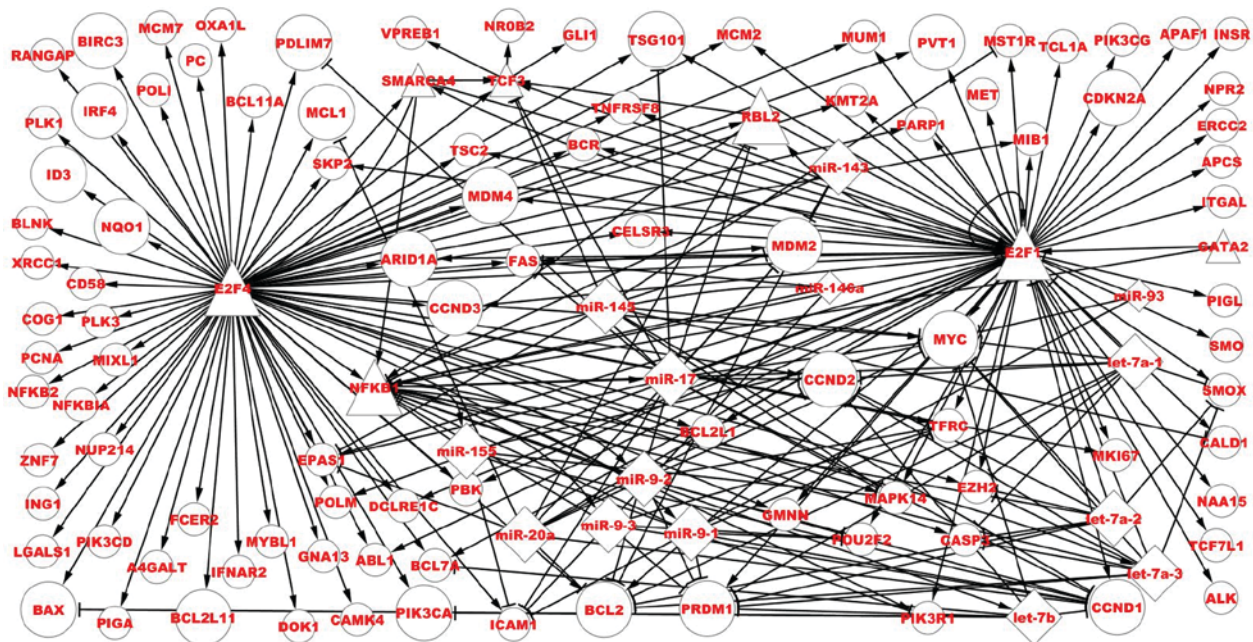 MCM7
OXA1L
BIRC3
RANGAP
PC
PDLIM7
VPREB1
NR0B2
GLI1
TSG101
MCM2
MUM1
PVT1
MST1R
TCL1A
PIK3CG
APAF1
INSR
POLI
IRF4
BCL11A
MCL1
SMARCA4
TCF3
TNFRSF8
RBL2
KMT2A
MET
CDKN2A
NPR2
PLK1
SKP2
TSC2
BCR
PARP1
MIB1
ERCC2
ID3
MDM4
miR-143
APCS
BLNK
NQO1
CELSR3
MDM2
ITGAL
XRCC1
ARID1A
FAS
E2F1
GATA2
CD58
E2F4
miR-146a
COG1
PLK3
CCND3
miR-145
miR-93
PIGL
PCNA
MIXL1
MYC
SMO
NFKB2
NFKB1
miR-17
CCND2
let-7a-1
SMOX
NFKBIA
ZNF7
NUP214
EPAS1
miR-155
BCL2L1
TFRC
MKI67
CALD1
ING1
POLM
PBK
DCLRE1C
miR-9-2
MAPK14
EZH2
NAA15
FCER2
GMNN
let-7a-2
LGALS1
PIK3CD
MYBL1
miR-20a
miR-9-3
miR-9-1
POU2F2
CASP3
TCF7L1
A4GALT
IFNAR2
GNA13
ABL1
BCL7A
let-7a-3
BAX
PIGA
BCL2L11
DOK1
CAMK4
PIK3CA
ICAM1
BCL2
PRDM1
PIK3R1
let-7b
CCND1
ALK